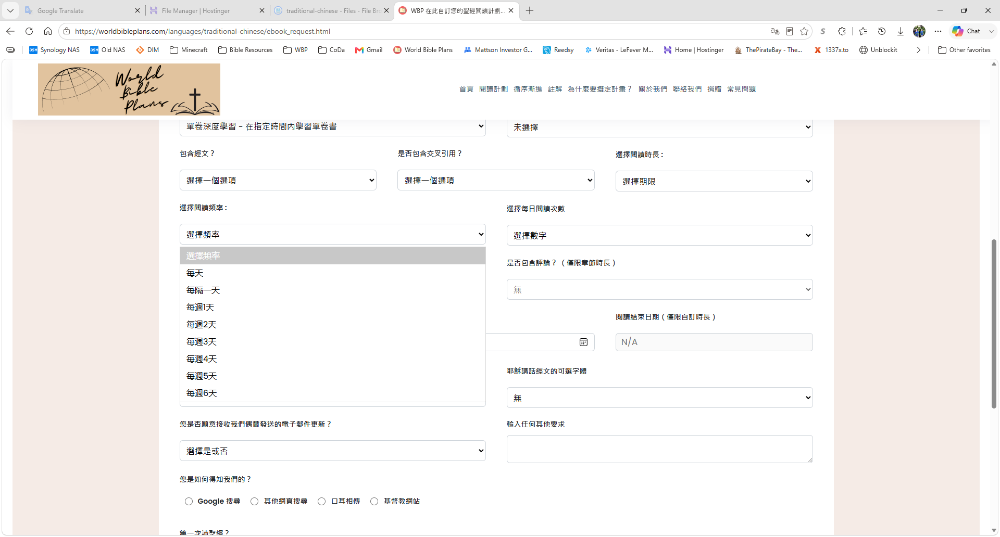 Google Translate
File Manager | Hostinger
traditional-chinese - Files - File Bro
WBP 在此自訂您的聖經閱讀計劃...
https://worldbibleplans.com/languages/traditional-chinese/ebook_request.html
Chat
Synology NAS
Old NAS
DIM
Minecraft
Bible Resources
WBP
CoDa
Gmail
World Bible Plans
Mattson Investor G...
Reedsy
Veritas - LeFever M...
Home | Hostinger
ThePirateBay - The...
1337x.to
Unblockit
Other favorites
World
Bible
Plans
首頁 閱讀計劃 循序漸進 註解 為什麼要擬定計畫？ 關於我們 聯絡我們 捐贈 常見問題
單卷深度學習 - 在指定時間內學習單卷書
未選擇
包含經文？
是否包含交叉引用？
選擇閱讀時長：
選擇一個選項
選擇一個選項
選擇期限
選擇閱讀頻率：
選擇每日閱讀次數
選擇頻率
選擇數字
選擇頻率
每天
每隔一天
每週1天
每週2天
每週3天
每週4天
每週5天
每週6天
是否包含評論？（僅限章節時長）
無
閱讀結束日期（僅限自訂時長）
N/A
耶穌講話經文的可選字體
無
您是否願意接收我們偶爾發送的電子郵件更新？
輸入任何其他要求
選擇是或否
您是如何得知我們的？
Google 搜尋
其他網頁搜尋
口耳相傳
基督教網站
第一次讀聖經？